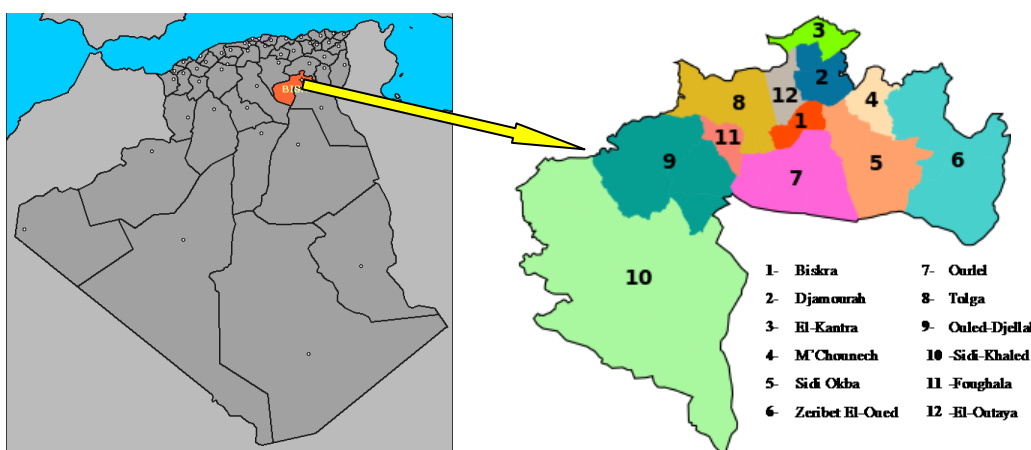 BIS
3
2
12
8
4
1
11
9
5
6
7
10
1- Biskra
2- Djamourah
3- El-Kantra
4- M'Chounech
5- Sidi Okba
6- Zeribet El-Oued
7- Ourlel
8- Tolga
9- Ouled-Djellal
10 -Sidi-Khaled
11 -Foughala
12 -El-Outaya